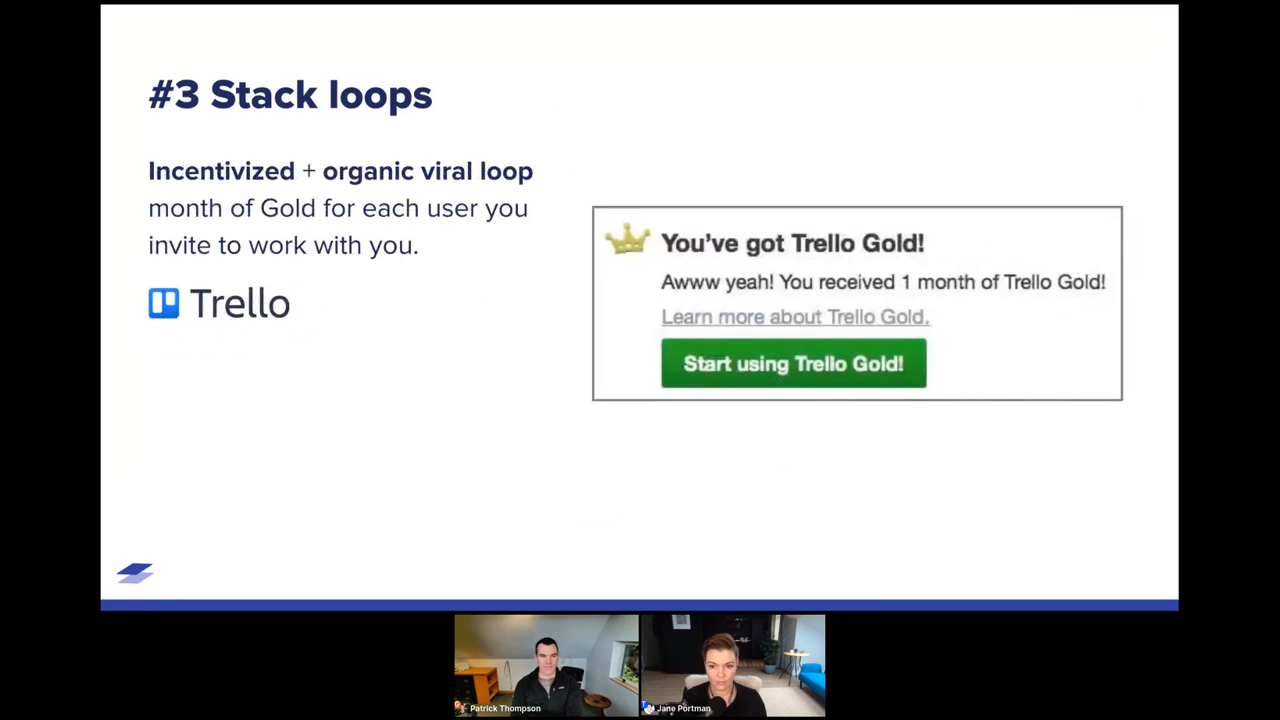 #3 Stack loops
Incentivized + organic viral loop
month of Gold for each user you
invite to work with you.
Trello
You've got Trello Gold!
Awww yeah! You received 1 month of Trello Gold!
Learn more about Trello Gold.
Start using Trello Gold!
Patrick Thompson
Jane Portman